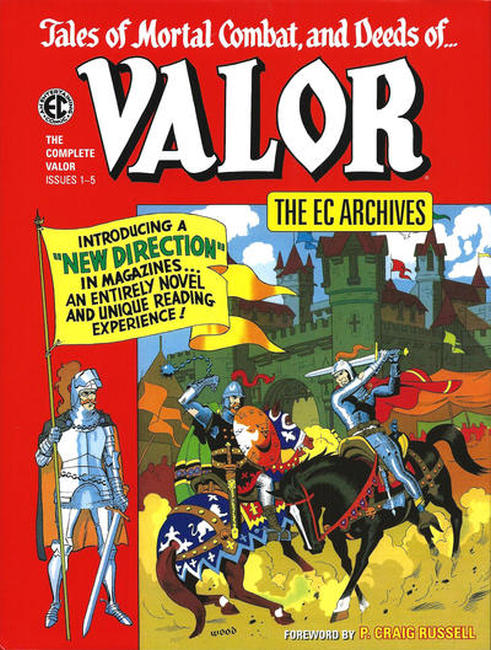 Tales of Mortal Combat, and Deeds of...
VALOR
EC
THE
COMPLETE
VALOR
ISSUES 1–5
THE EC ARCHIVES
INTRODUCING A
"NEW DIRECTION"
IN MAGAZINES...
AN ENTIRELY NOVEL
AND UNIQUE READING
EXPERIENCE!
WOOD
FOREWORD BY P. CRAIG RUSSELL